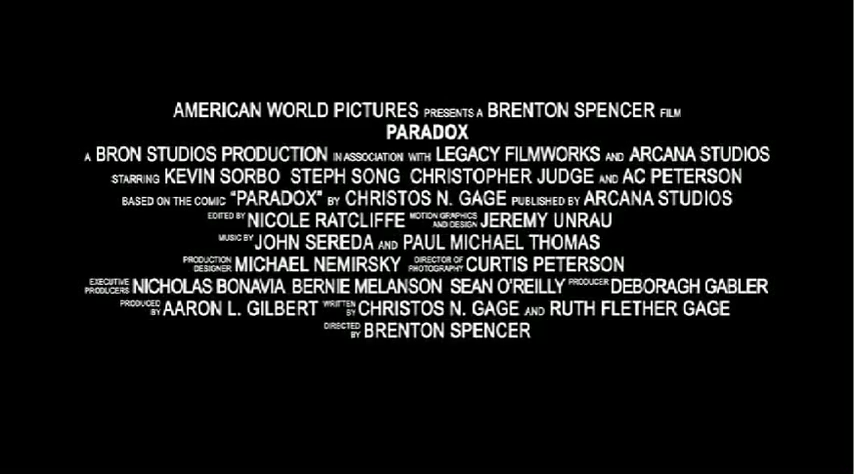 AMERICAN WORLD PICTURES PRESENTS A BRENTON SPENCER FILM
PARADOX
A BRON STUDIOS PRODUCTION IN ASSOCIATION WITH LEGACY FILMWORKS AND ARCANA STUDIOS
STARRING KEVIN SORBO STEPH SONG CHRISTOPHER JUDGE AND AC PETERSON
BASED ON THE COMIC "PARADOX" BY CHRISTOS N. GAGE PUBLISHED BY ARCANA STUDIOS
EDITED BY NICOLE RATCLIFFE MOTION GRAPHICS AND DESIGN JEREMY UNRAU
MUSIC BY JOHN SEREDA AND PAUL MICHAEL THOMAS
PRODUCTION DESIGNER MICHAEL NEMIRSKY DIRECTOR OF PHOTOGRAPHY CURTIS PETERSON
EXECUTIVE PRODUCERS NICHOLAS BONAVIA BERNIE MELANSON SEAN O'REILLY PRODUCER DEBORAGH GABLER
PRODUCED BY AARON L. GILBERT WRITTEN BY CHRISTOS N. GAGE AND RUTH FLETHER GAGE
DIRECTED BY BRENTON SPENCER